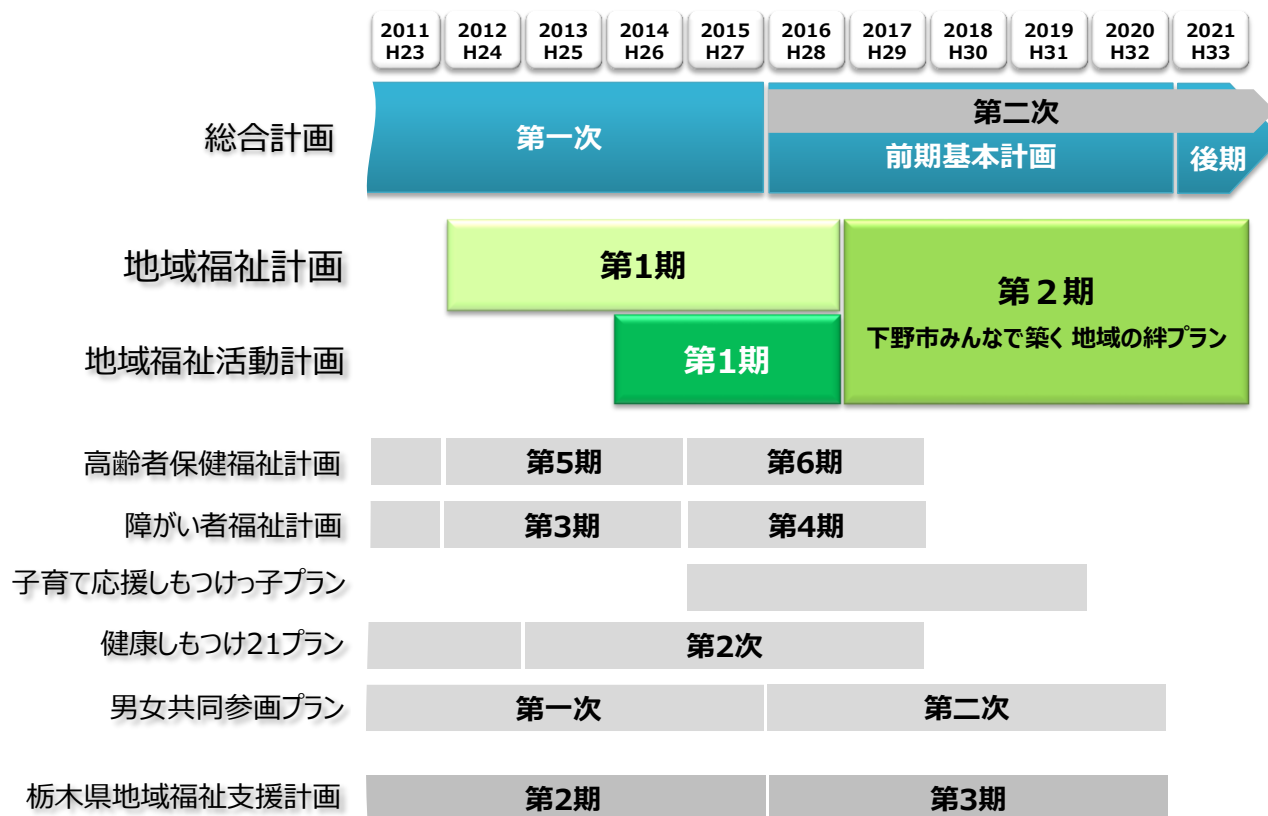 2011 2012 2013 2014 2015 2016 2017 2018 2019 2020 2021
H23 H24 H25 H26 H27 H28 H29 H30 H31 H32 H33
総合計画
第一次
第二次
前期基本計画
後期
地域福祉計画
第1期
第２期
下野市みんなで築く 地域の絆プラン
地域福祉活動計画
第1期
高齢者保健福祉計画 第5期 第6期
障がい者福祉計画 第3期 第4期
子育て応援しもつけっ子プラン
健康しもつけ21プラン 第2次
男女共同参画プラン 第一次 第二次
栃木県地域福祉支援計画 第2期 第3期